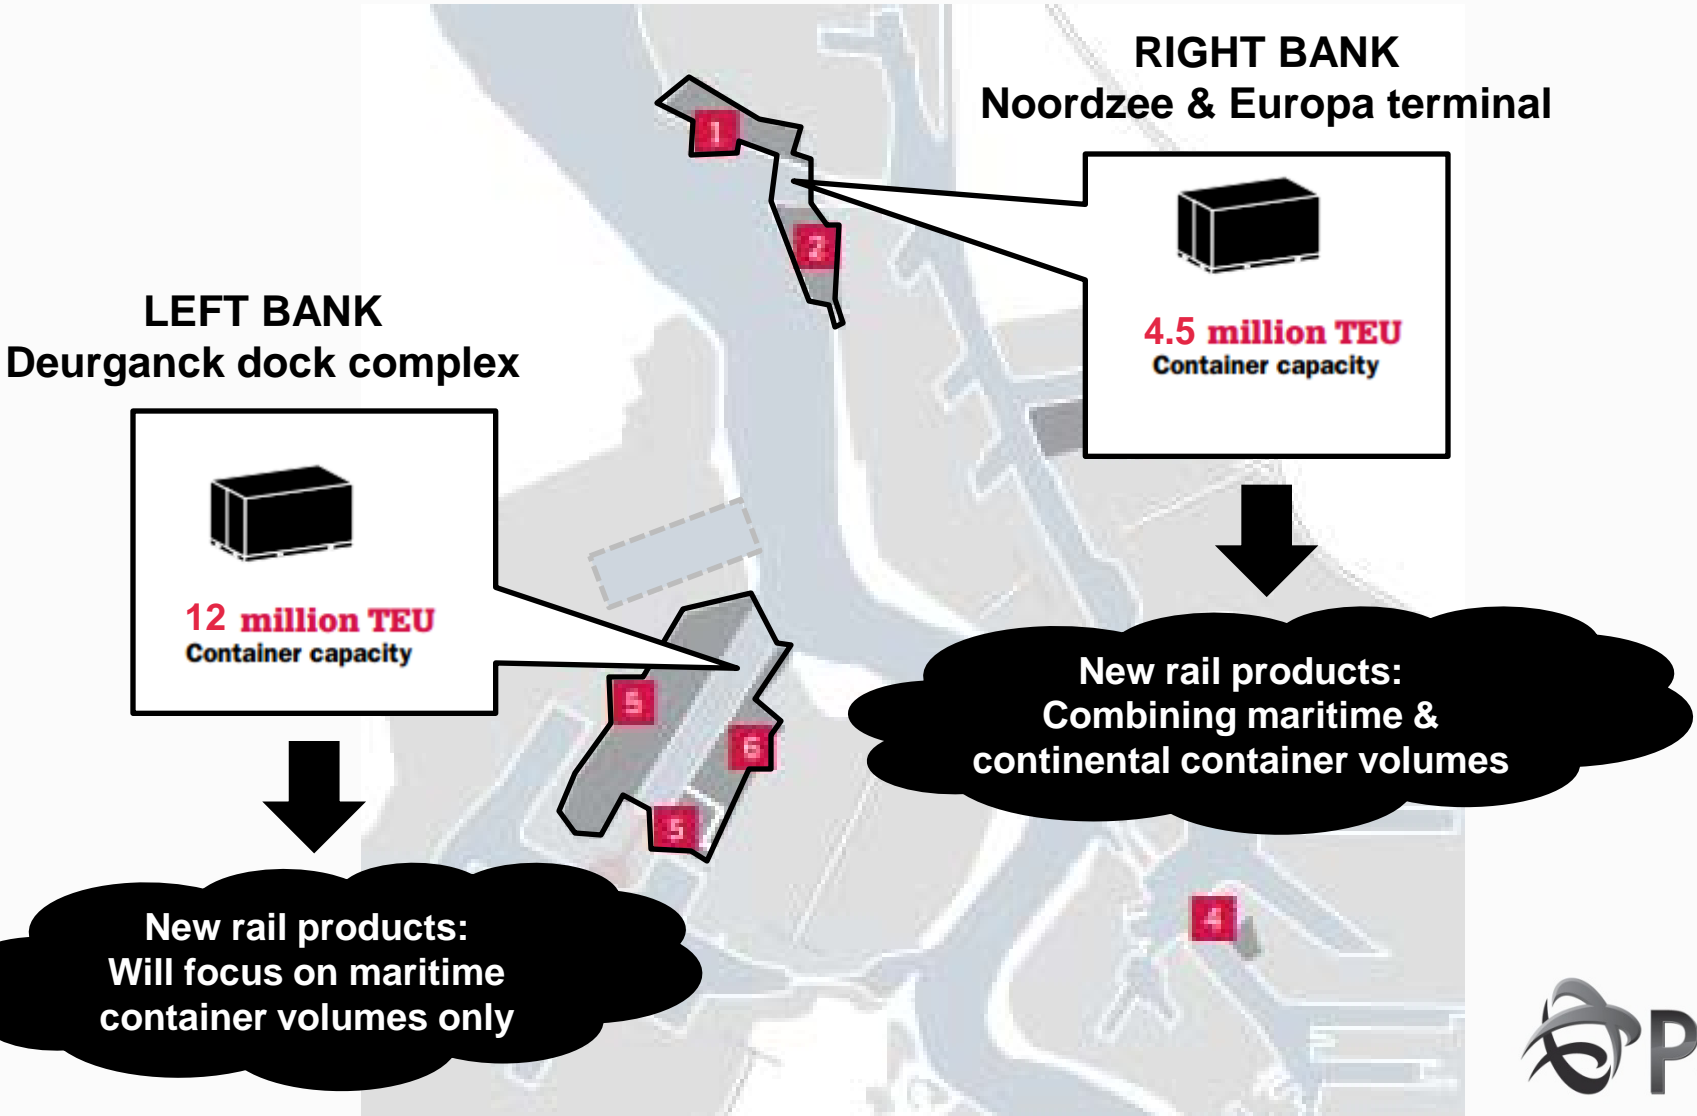 RIGHT BANK
Noordzee & Europa terminal
1
2
4.5 million TEU
Container capacity
LEFT BANK
Deurganck dock complex
12 million TEU
Container capacity
5
6
5
4
New rail products:
Combining maritime &
continental container volumes
New rail products:
Will focus on maritime
container volumes only
P